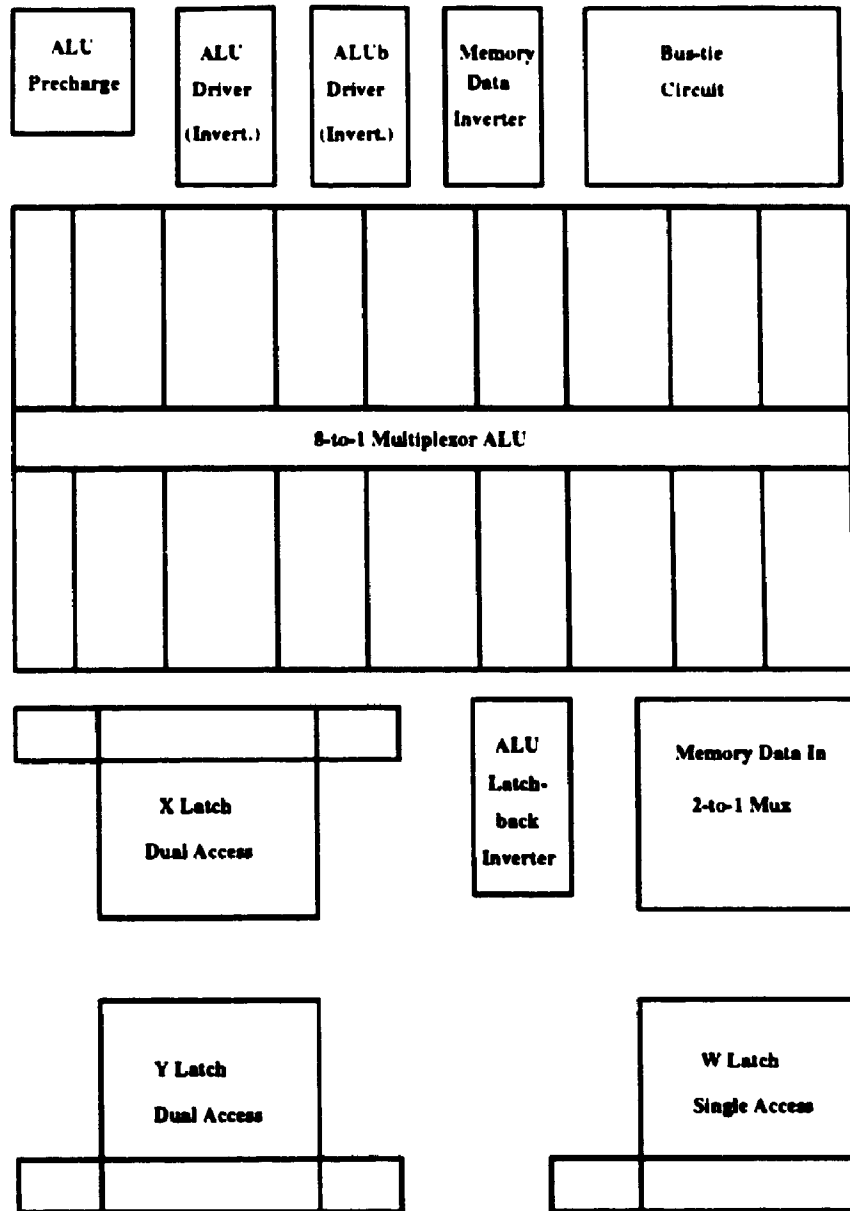 ALU
Precharge
ALU
Driver
(Invert.)
ALUb
Driver
(Invert.)
Memory
Data
Inverter
Bus-tie
Circuit
8-to-1 Multiplexor ALU
X Latch
Dual Access
ALU
Latch-
back
Inverter
Memory Data In
2-to-1 Mux
Y Latch
Dual Access
W Latch
Single Access